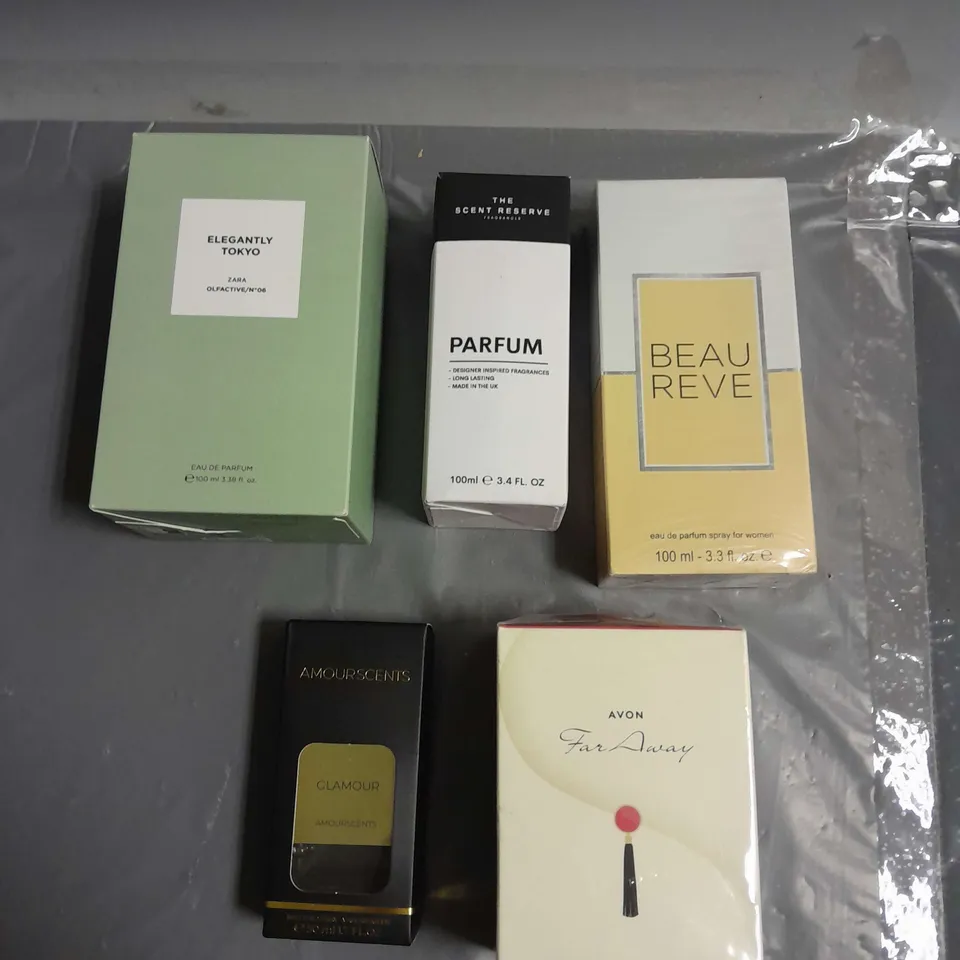 ELEGANTLY
TOKYO
ZARA
OLFACTIVE/N°06
EAU DE PARFUM
℮100 ml 3.38 fl. oz.
THE
SCENT RESERVE
FRAGRANCES
PARFUM
- DESIGNER INSPIRED FRAGRANCES
- LONG LASTING
- MADE IN THE UK
100ml ℮ 3.4 FL. OZ
BEAU
REVE
eau de parfum spray for women
100 ml - 3.3 fl. oz ℮
AMOURSCENTS
GLAMOUR
AMOURSCENTS
AVON
Far Away